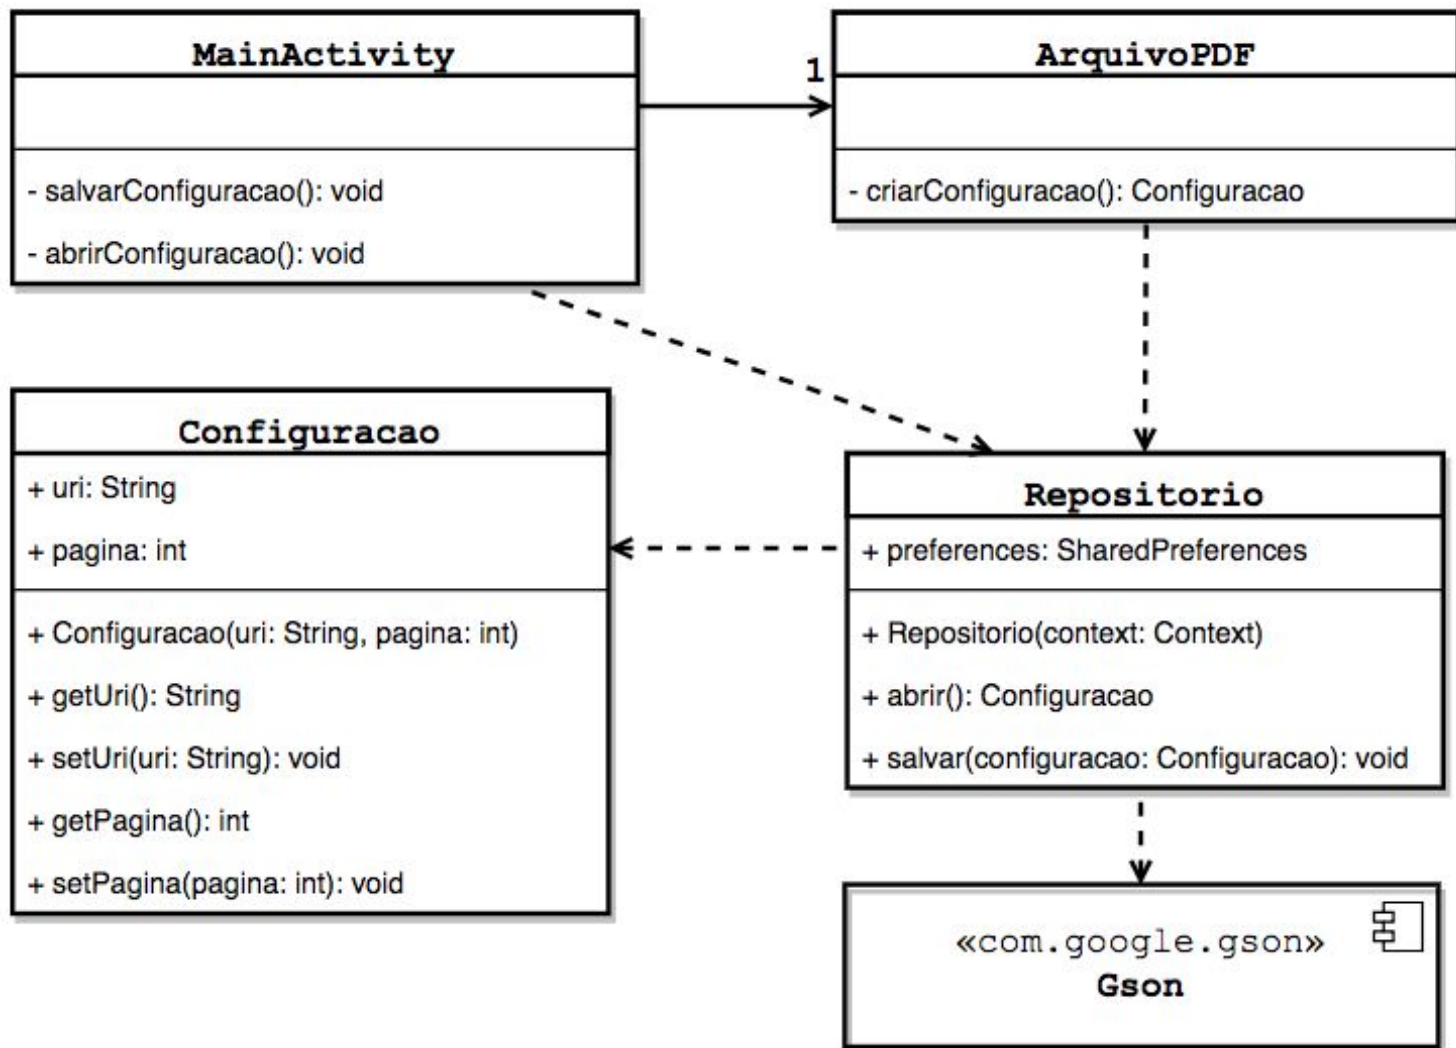 MainActivity
- salvarConfiguracao(): void
- abrirConfiguracao(): void
1
ArquivoPDF
- criarConfiguracao(): Configuracao
Configuracao
+ uri: String
+ pagina: int
+ Configuracao(uri: String, pagina: int)
+ getUri(): String
+ setUri(uri: String): void
+ getPagina(): int
+ setPagina(pagina: int): void
Repositorio
+ preferences: SharedPreferences
+ Repositorio(context: Context)
+ abrir(): Configuracao
+ salvar(configuracao: Configuracao): void
«com.google.gson»
Gson